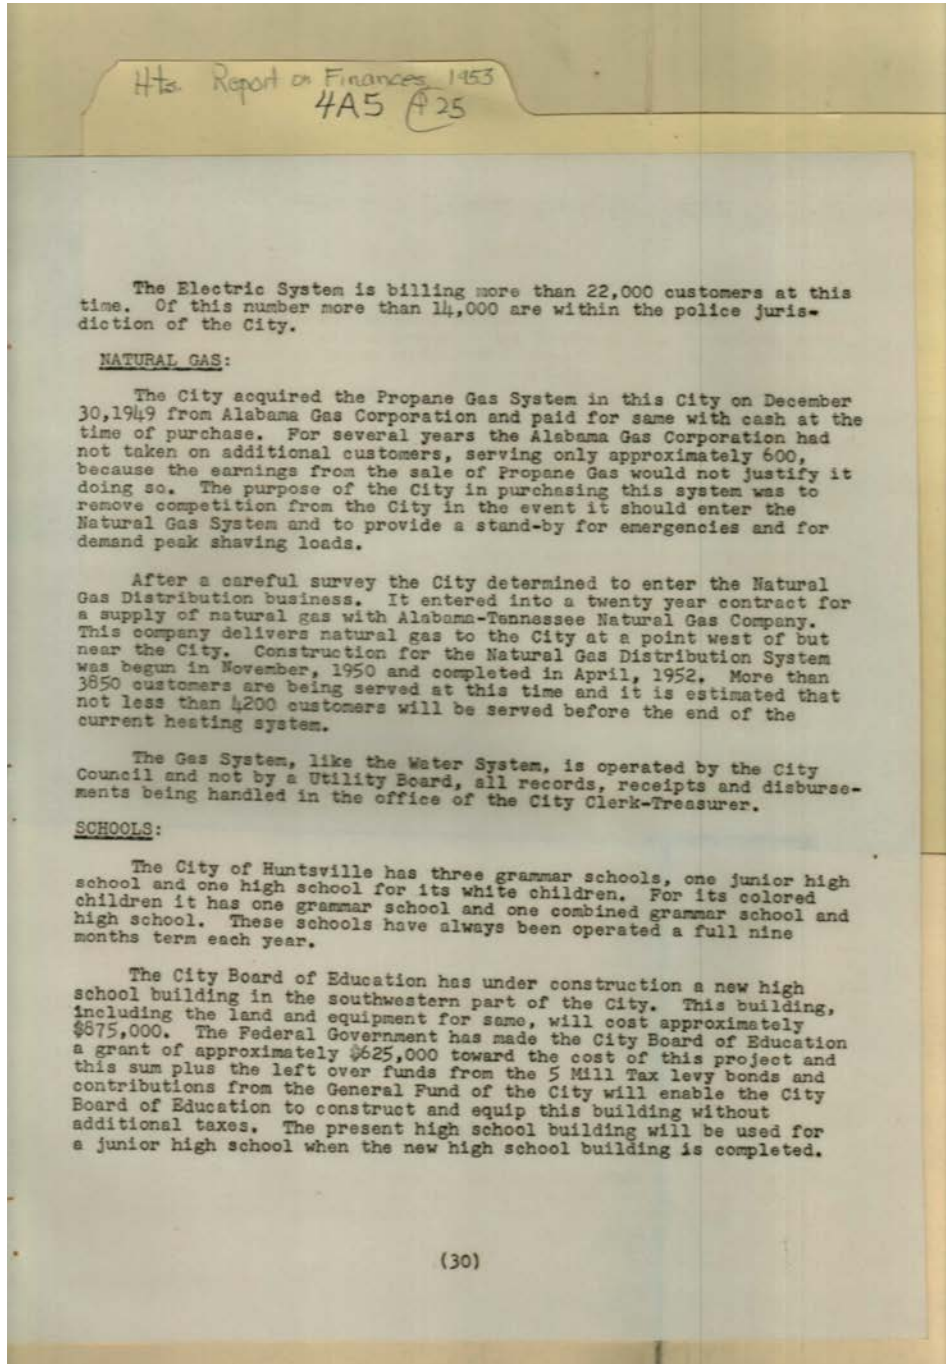 Hts. Report on Finances, 1953
4A5 P25
The Electric System is billing more than 22,000 customers at this
time. Of this number more than 14,000 are within the police juris-
diction of the City.
NATURAL GAS:
The City acquired the Propane Gas System in this City on December
30,1949 from Alabama Gas Corporation and paid for same with cash at the
time of purchase. For several years the Alabama Gas Corporation had
not taken on additional customers, serving only approximately 600,
because the earnings from the sale of Propane Gas would not justify it
doing so. The purpose of the City in purchasing this system was to
remove competition from the City in the event it should enter the
Natural Gas System and to provide a stand-by for emergencies and for
demand peak shaving loads.
After a careful survey the City determined to enter the Natural
Gas Distribution business. It entered into a twenty year contract for
a supply of natural gas with Alabama-Tennessee Natural Gas Company.
This company delivers natural gas to the City at a point west of but
near the City. Construction for the Natural Gas Distribution System
was begun in November, 1950 and completed in April, 1952. More than
3850 customers are being served at this time and it is estimated that
not less than 4200 customers will be served before the end of the
current heating system.
The Gas System, like the Water System, is operated by the City
Council and not by a Utility Board, all records, receipts and disburse-
ments being handled in the office of the City Clerk-Treasurer.
SCHOOLS:
The City of Huntsville has three grammar schools, one junior high
school and one high school for its white children. For its colored
children it has one grammar school and one combined grammar school and
high school. These schools have always been operated a full nine
months term each year.
The City Board of Education has under construction a new high
school building in the southwestern part of the City. This building,
including the land and equipment for same, will cost approximately
$875,000. The Federal Government has made the City Board of Education
a grant of approximately $625,000 toward the cost of this project and
this sum plus the left over funds from the 5 Mill Tax levy bonds and
contributions from the General Fund of the City will enable the City
Board of Education to construct and equip this building without
additional taxes. The present high school building will be used for
a junior high school when the new high school building is completed.
(30)